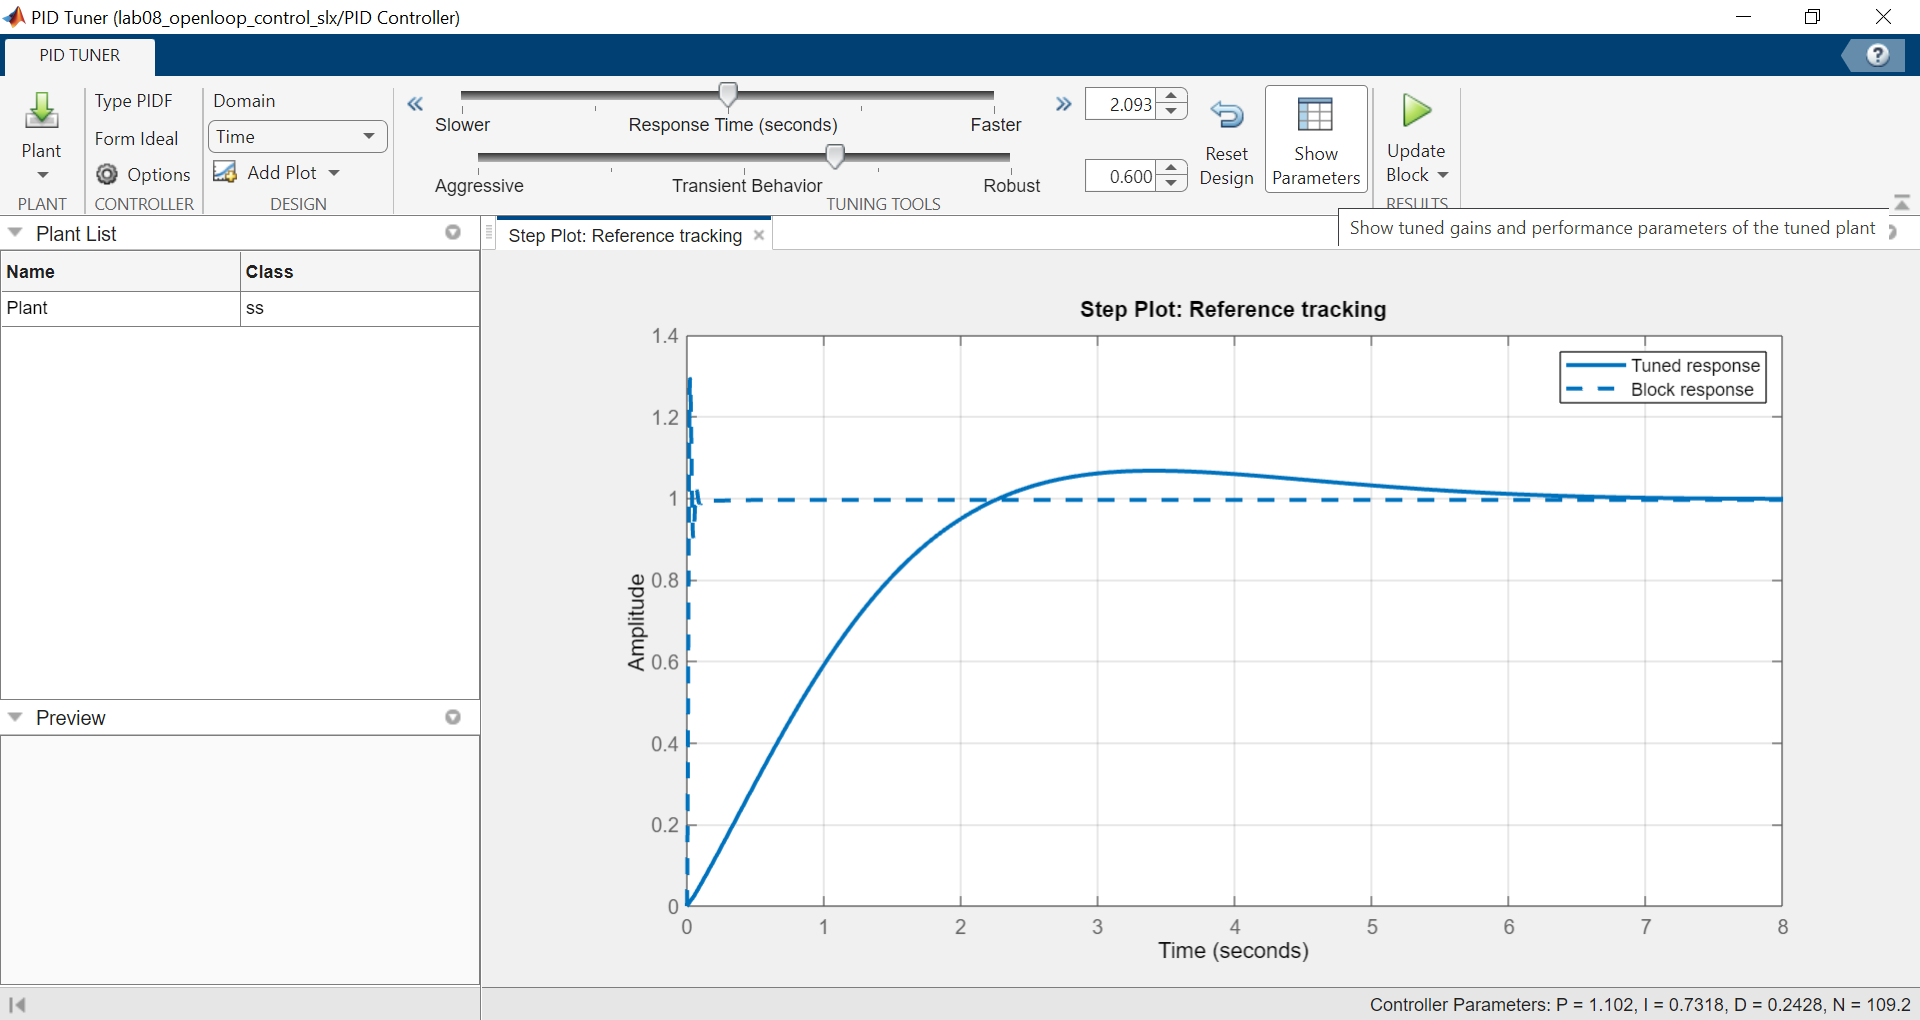 PID Tuner (lab08_openloop_control_slx/PID Controller)
PID TUNER
?
Plant
PLANT
Type PIDF
Form Ideal
Options
CONTROLLER
Domain
Time
Add Plot
DESIGN
Slower
Response Time (seconds)
Faster
2.093
Aggressive
Transient Behavior
Robust
0.600
TUNING TOOLS
Reset
Design
Show
Parameters
Update
Block
RESULTS
Show tuned gains and performance parameters of the tuned plant
Plant List
Name Class
Plant ss
Preview
Step Plot: Reference tracking
Step Plot: Reference tracking
Tuned response
Block response
Amplitude
1.4
1.2
1
0.8
0.6
0.4
0.2
0
0 1 2 3 4 5 6 7 8
Time (seconds)
Controller Parameters: P = 1.102, I = 0.7318, D = 0.2428, N = 109.2